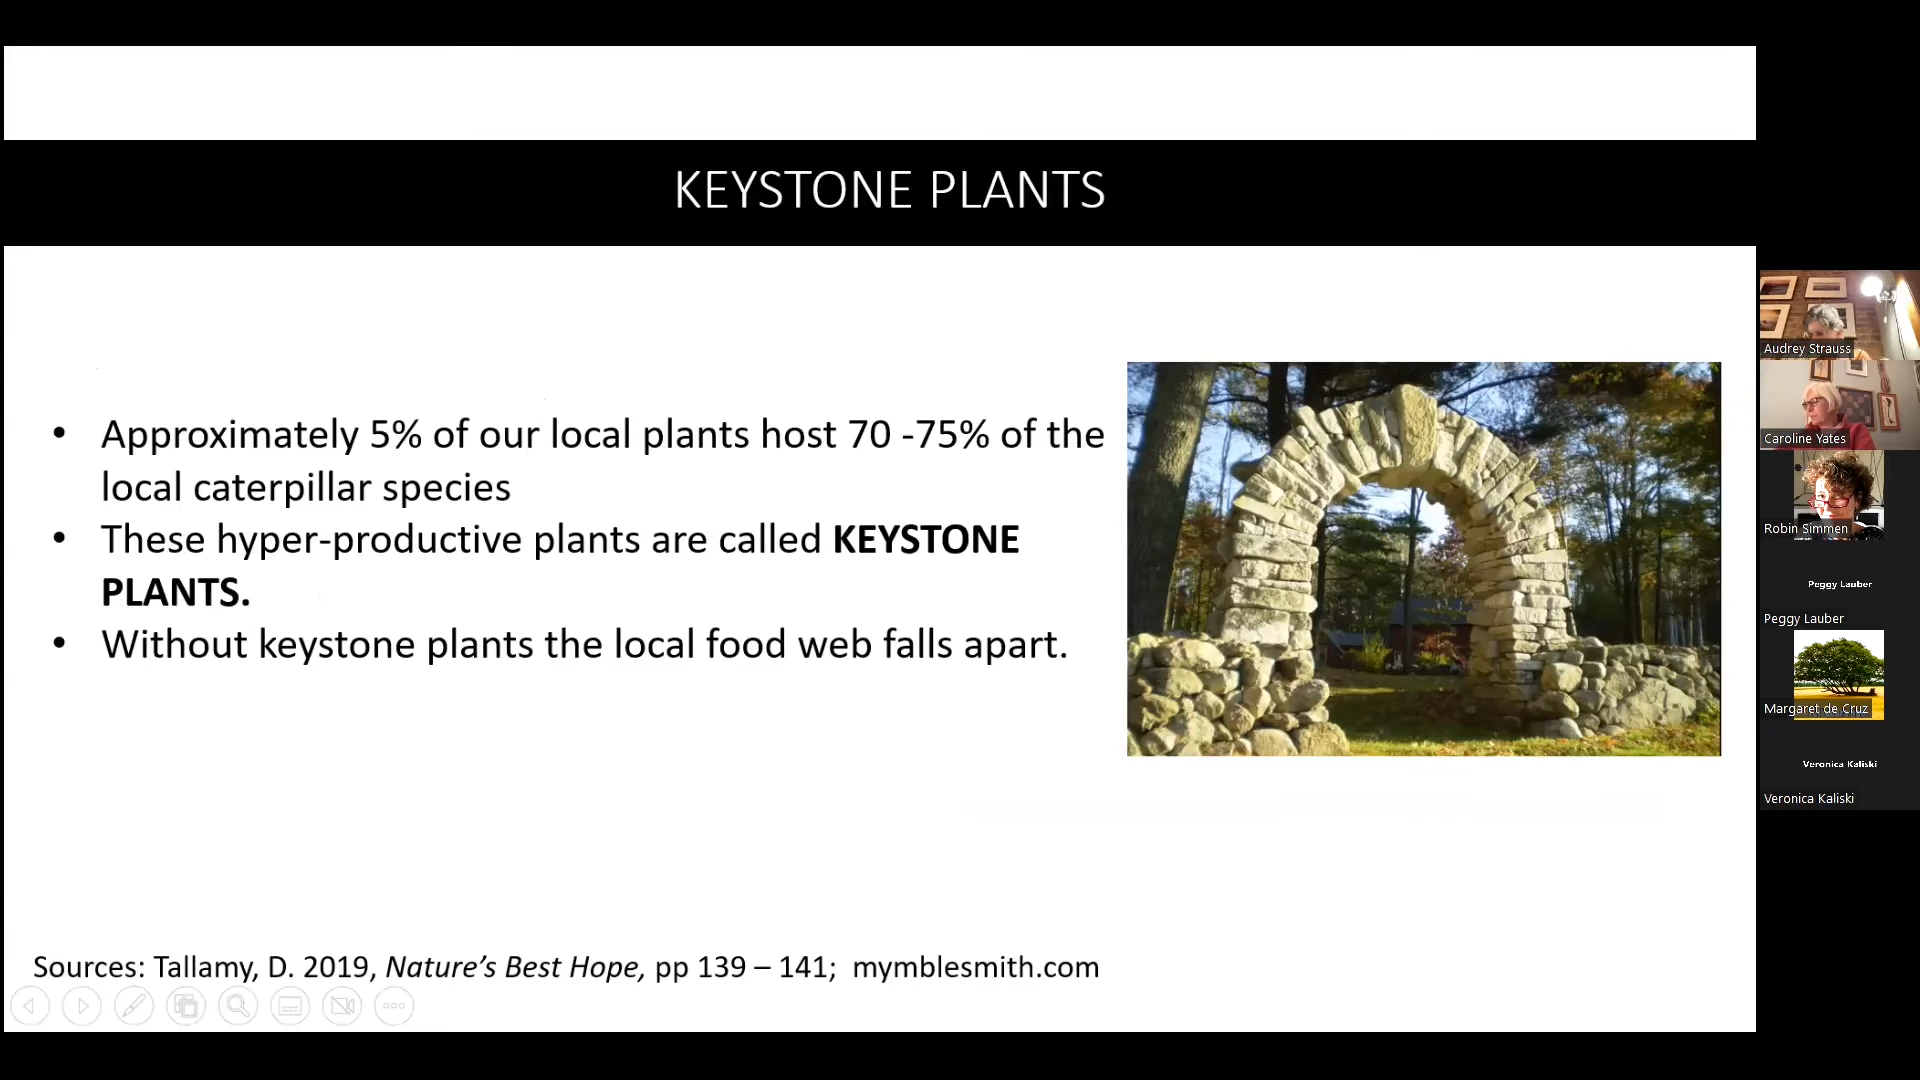 KEYSTONE PLANTS
• Approximately 5% of our local plants host 70 -75% of the
local caterpillar species
• These hyper-productive plants are called KEYSTONE
PLANTS.
• Without keystone plants the local food web falls apart.
Sources: Tallamy, D. 2019, Nature’s Best Hope, pp 139 – 141;  mymblesmith.com
Audrey Strauss
Caroline Yates
Robin Simmen
Peggy Lauber
Peggy Lauber
Margaret de Cruz
Veronica Kaliski
Veronica Kaliski